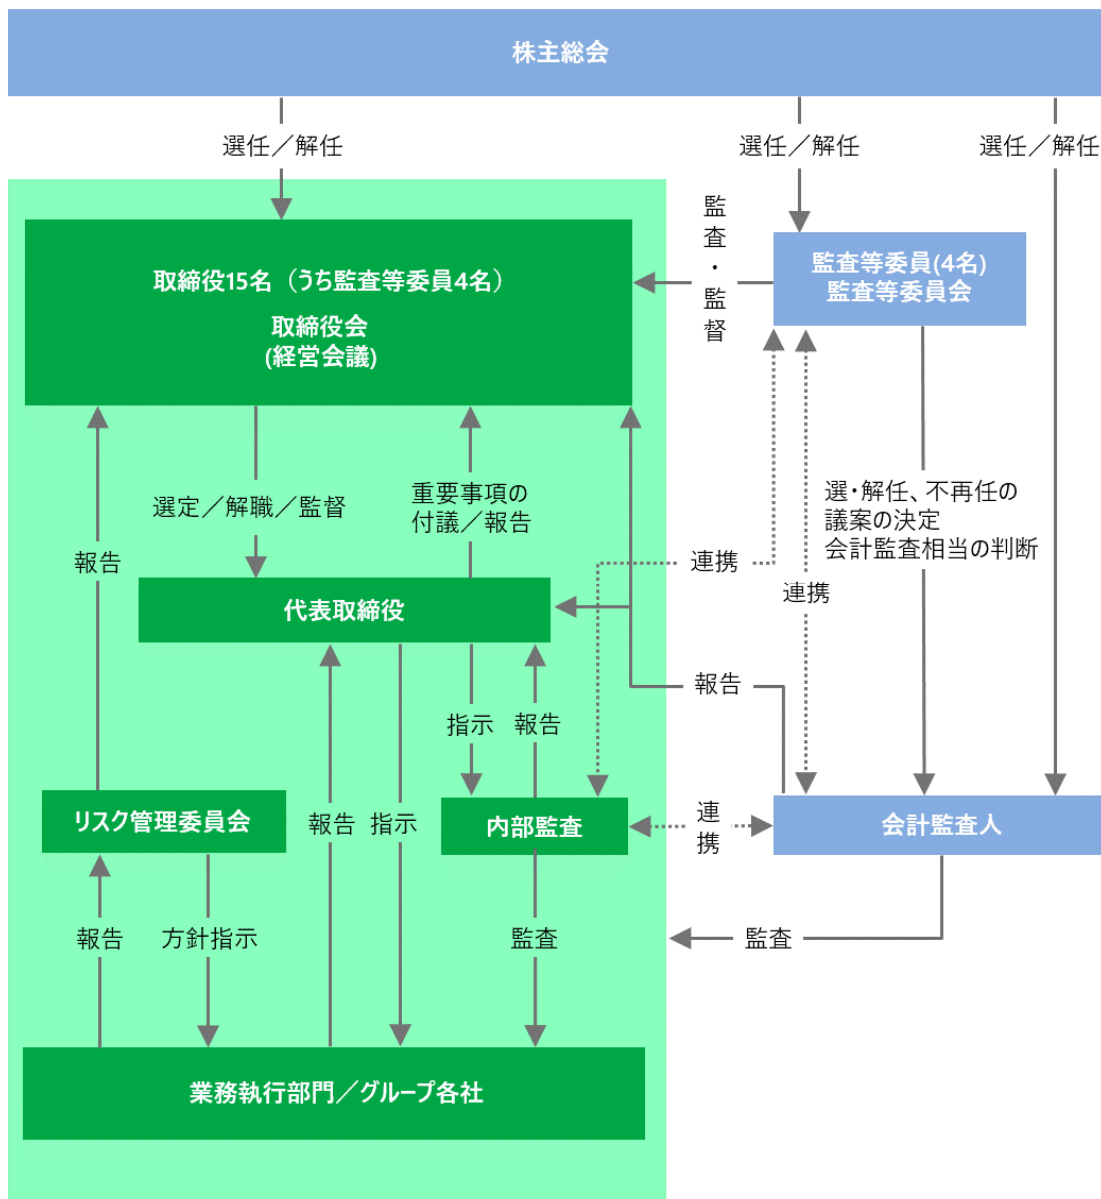 株主総会
選任／解任
選任／解任
選任／解任
取締役15名（うち監査等委員4名）
取締役会
(経営会議)
監査・監督
監査等委員(4名)
監査等委員会
選定／解職／監督
重要事項の
付議／報告
選・解任、不再任の
議案の決定
会計監査相当の判断
報告
連携
連携
代表取締役
報告
指示
報告
リスク管理委員会
報告
指示
内部監査
連携
会計監査人
報告
方針指示
監査
監査
業務執行部門／グループ各社